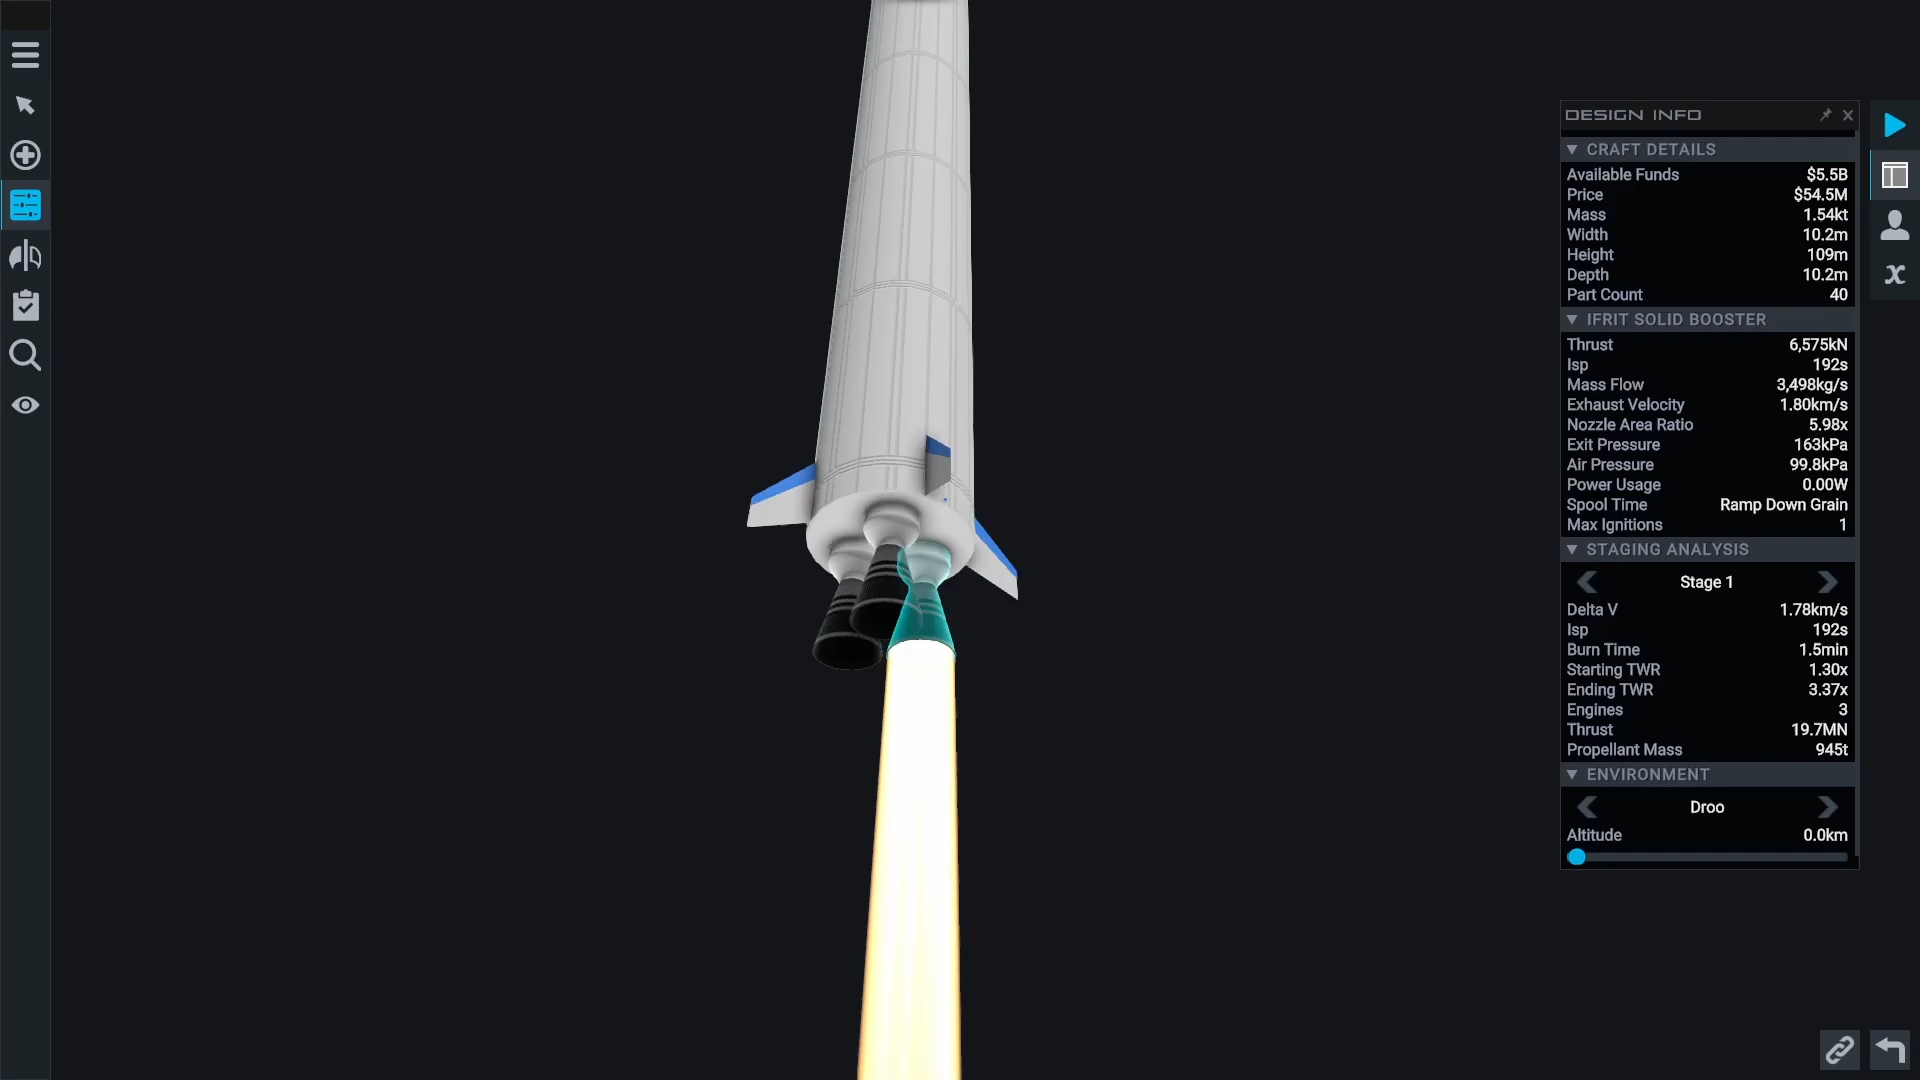 DESIGN INFO
CRAFT DETAILS
Available Funds $5.5B
Price $54.5M
Mass 1.54kt
Width 10.2m
Height 109m
Depth 10.2m
Part Count 40
IFRIT SOLID BOOSTER
Thrust 6,575kN
Isp 192s
Mass Flow 3,498kg/s
Exhaust Velocity 1.80km/s
Nozzle Area Ratio 5.98x
Exit Pressure 163kPa
Air Pressure 99.8kPa
Power Usage 0.00W
Spool Time Ramp Down Grain
Max Ignitions 1
STAGING ANALYSIS
Stage 1
Delta V 1.78km/s
Isp 192s
Burn Time 1.5min
Starting TWR 1.30x
Ending TWR 3.37x
Engines 3
Thrust 19.7MN
Propellant Mass 945t
ENVIRONMENT
Droo
Altitude 0.0km